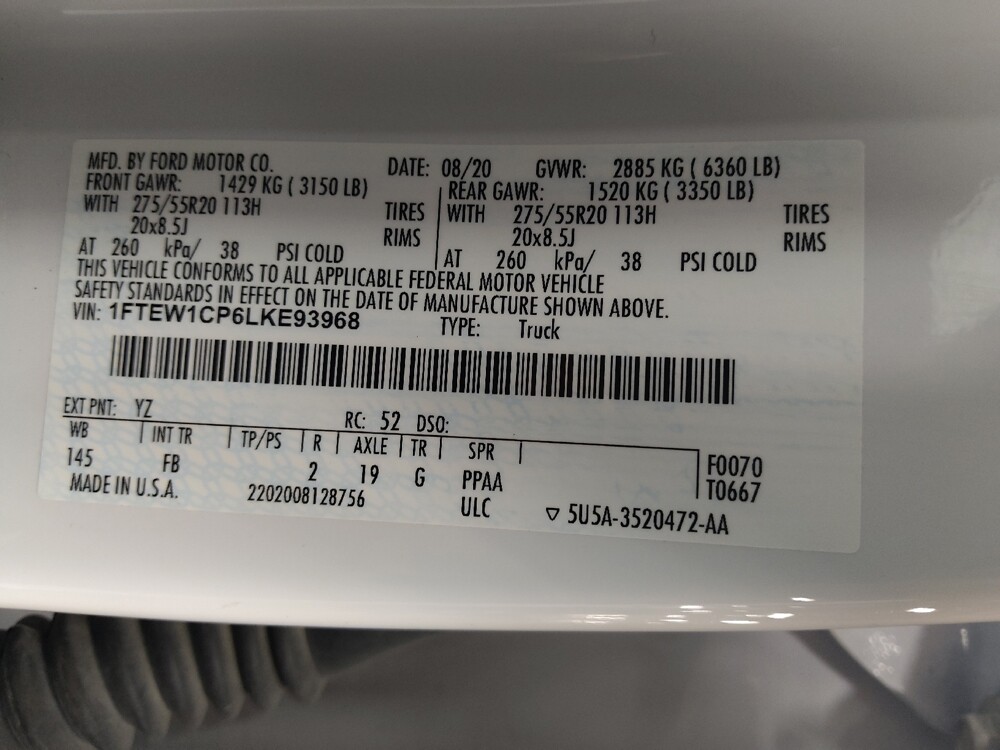 MFD. BY FORD MOTOR CO. DATE: 08/20 GVWR: 2885 KG ( 6360 LB)
FRONT GAWR: 1429 KG ( 3150 LB) REAR GAWR: 1520 KG ( 3350 LB)
WITH 275/55R20 113H TIRES WITH 275/55R20 113H TIRES
20x8.5J RIMS 20x8.5J RIMS
AT 260 kPa/ 38 PSI COLD AT 260 kPa/ 38 PSI COLD
THIS VEHICLE CONFORMS TO ALL APPLICABLE FEDERAL MOTOR VEHICLE
SAFETY STANDARDS IN EFFECT ON THE DATE OF MANUFACTURE SHOWN ABOVE.
VIN: 1FTEW1CP6LKE93968 TYPE: Truck
EXT PNT: YZ RC: 52 DSO:
WB INT TR TP/PS R AXLE TR SPR F0070
145 FB 2 19 G PPAA T0667
MADE IN U.S.A. 2202008128756 ULC ▽ 5U5A-3520472-AA